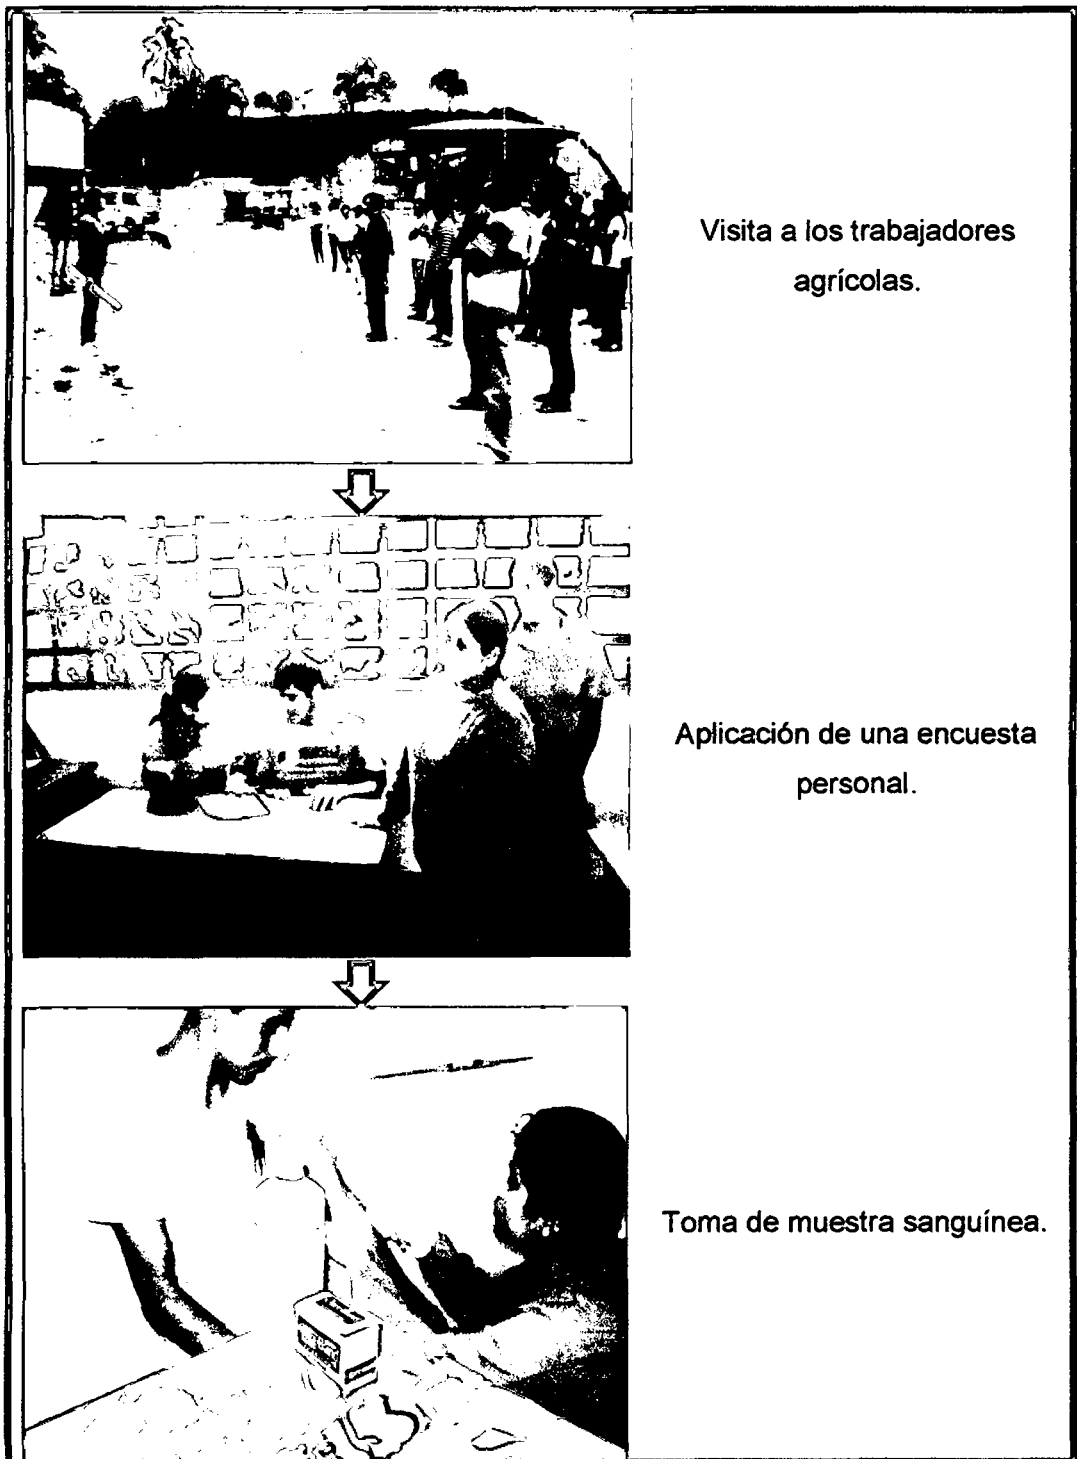 Visita a los trabajadores
agrícolas.
Aplicación de una encuesta
personal.
Toma de muestra sanguínea.